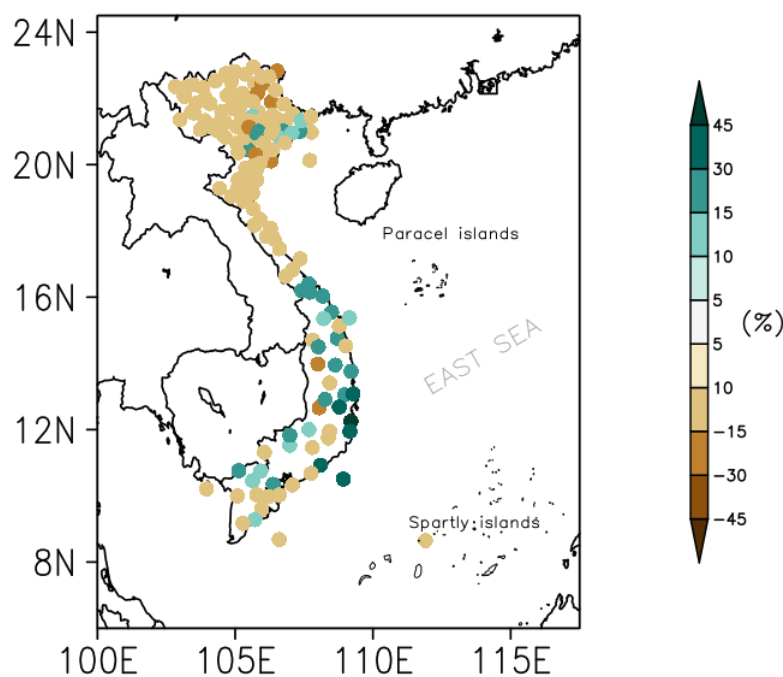 24N
20N
16N
12N
8N
100E
105E
110E
115E
Paracel islands
EAST SEA
Spartly islands
45
30
15
10
5
5
10
-15
-30
-45
(%)